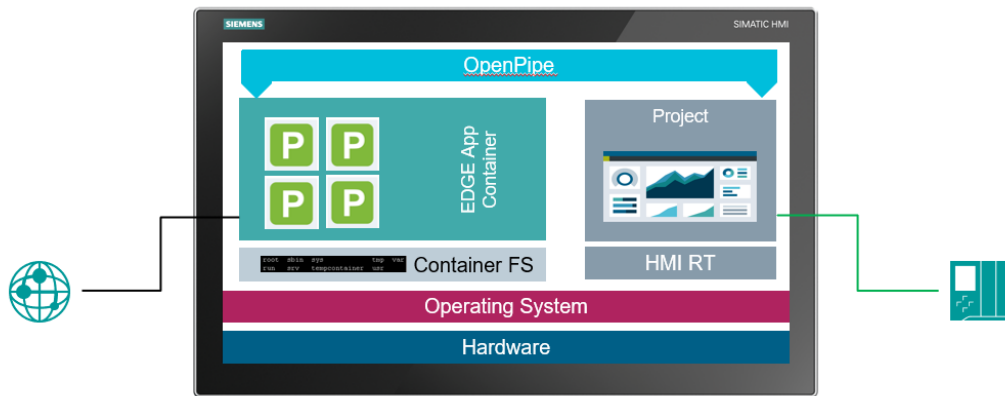 SIEMENS
SIMATIC HMI
OpenPipe
P
P
P
P
EDGE App
Container
Project
root sbin sys tmp var
run srv tempcontainer usr
Container FS
HMI RT
Operating System
Hardware